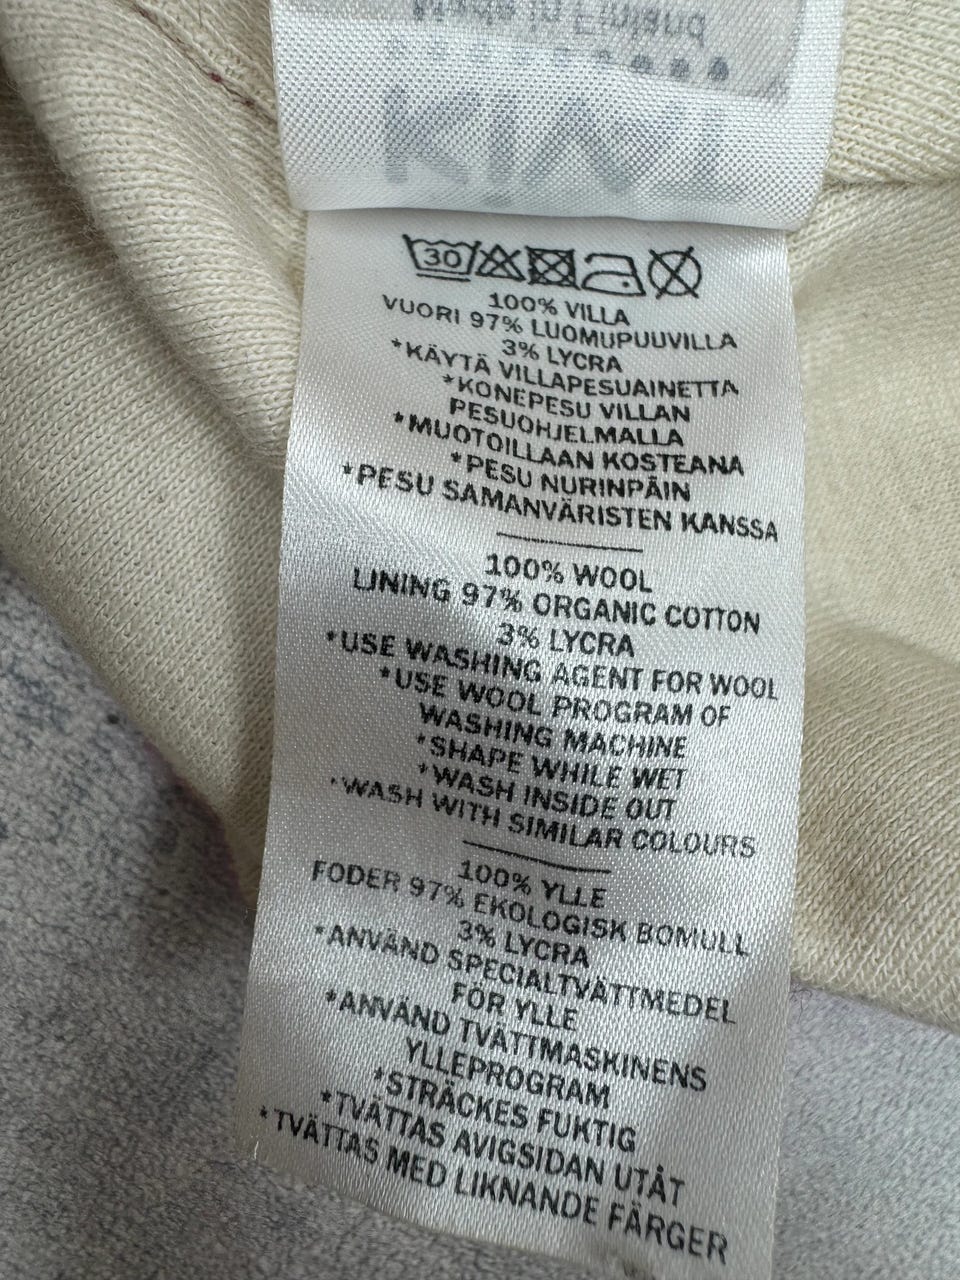 30
100% VILLA
VUORI 97% LUOMUPUUVILLA
3% LYCRA
*KÄYTÄ VILLAPESUAINETTA
*KONEPESU VILLAN
PESUOHJELMALLA
*MUOTOILLAAN KOSTEANA
*PESU NURINPÄIN
*PESU SAMANVÄRISTEN KANSSA
100% WOOL
LINING 97% ORGANIC COTTON
3% LYCRA
*USE WASHING AGENT FOR WOOL
*USE WOOL PROGRAM OF
WASHING MACHINE
*SHAPE WHILE WET
*WASH INSIDE OUT
*WASH WITH SIMILAR COLOURS
100% YLLE
FODER 97% EKOLOGISK BOMULL
3% LYCRA
*ANVÄND SPECIALTVÄTTMEDEL
FÖR YLLE
*ANVÄND TVÄTTMASKINENS
YLLEPROGRAM
*STRÄCKES FUKTIG
*TVÄTTAS AVIGSIDAN UTÅT
*TVÄTTAS MED LIKNANDE FÄRGER